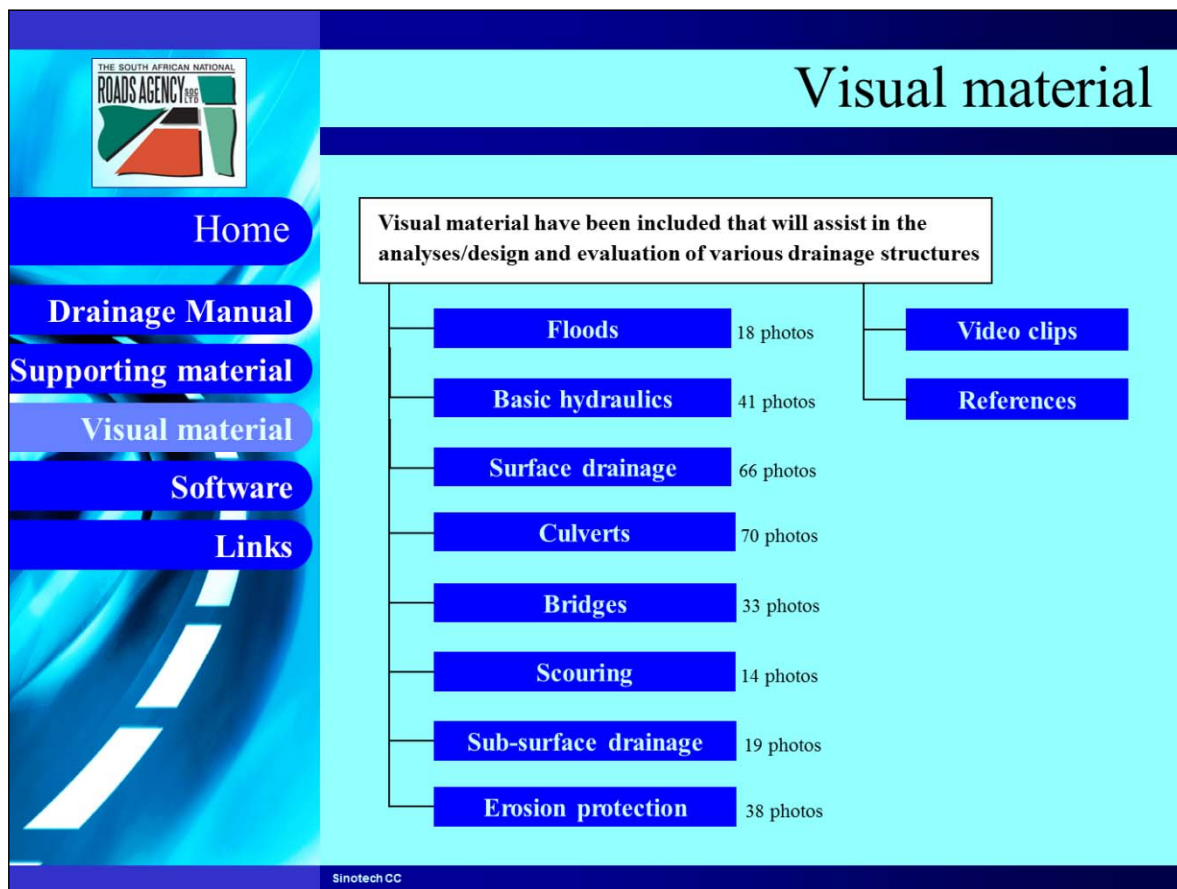 THE SOUTH AFRICAN NATIONAL
ROADS AGENCY SOC
LTD
Home
Drainage Manual
Supporting material
Visual material
Software
Links
Visual material
Visual material have been included that will assist in the
analyses/design and evaluation of various drainage structures
Floods 18 photos
Basic hydraulics 41 photos
Surface drainage 66 photos
Culverts 70 photos
Bridges 33 photos
Scouring 14 photos
Sub-surface drainage 19 photos
Erosion protection 38 photos
Video clips
References
Sinotech CC